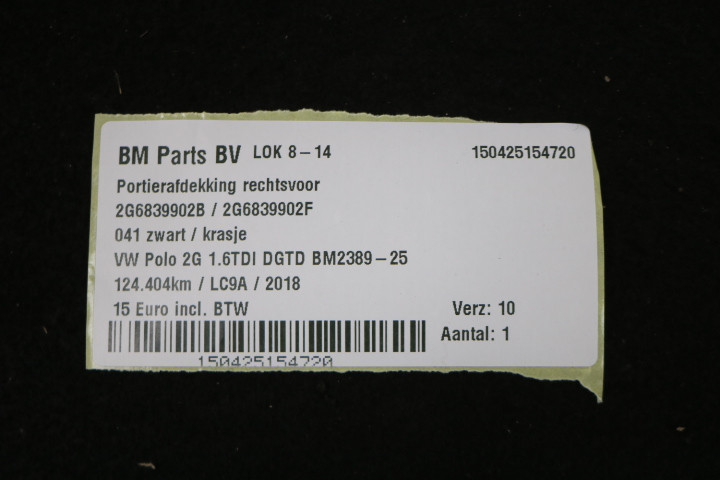 BM Parts BV LOK 8-14 150425154720
Portierafdekking rechtsvoor
2G6839902B / 2G6839902F
041 zwart / krasje
VW Polo 2G 1.6TDI DGTD BM2389-25
124.404km / LC9A / 2018
15 Euro incl. BTW Verz: 10
Aantal: 1
150425154720